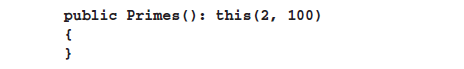 public Primes(): this(2, 100)
{
}